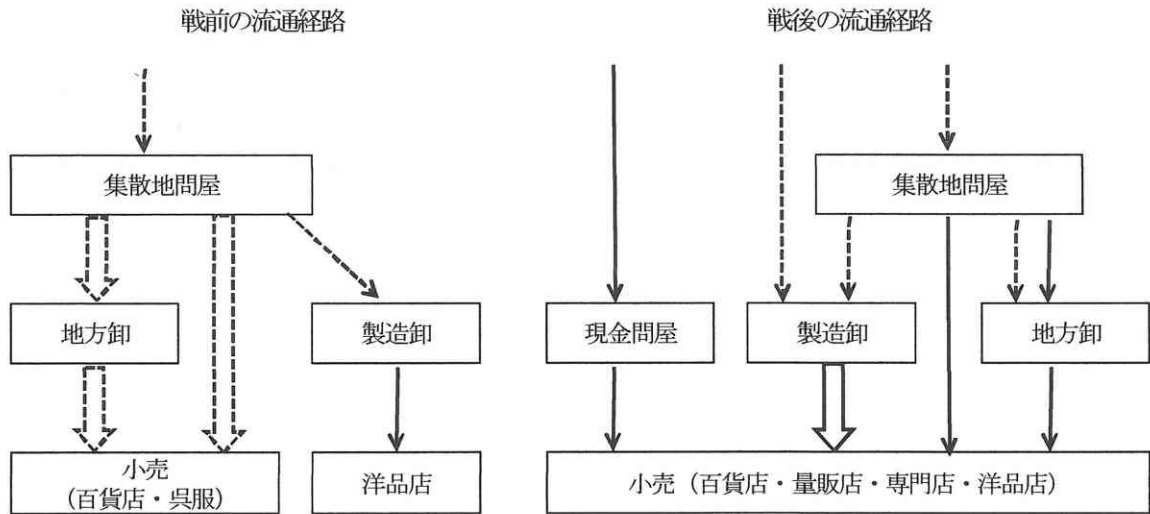 戦前の流通経路
集散地問屋
地方卸
製造卸
小売
(百貨店・呉服)
洋品店
戦後の流通経路
集散地問屋
現金問屋
製造卸
地方卸
小売(百貨店・量販店・専門店・洋品店)